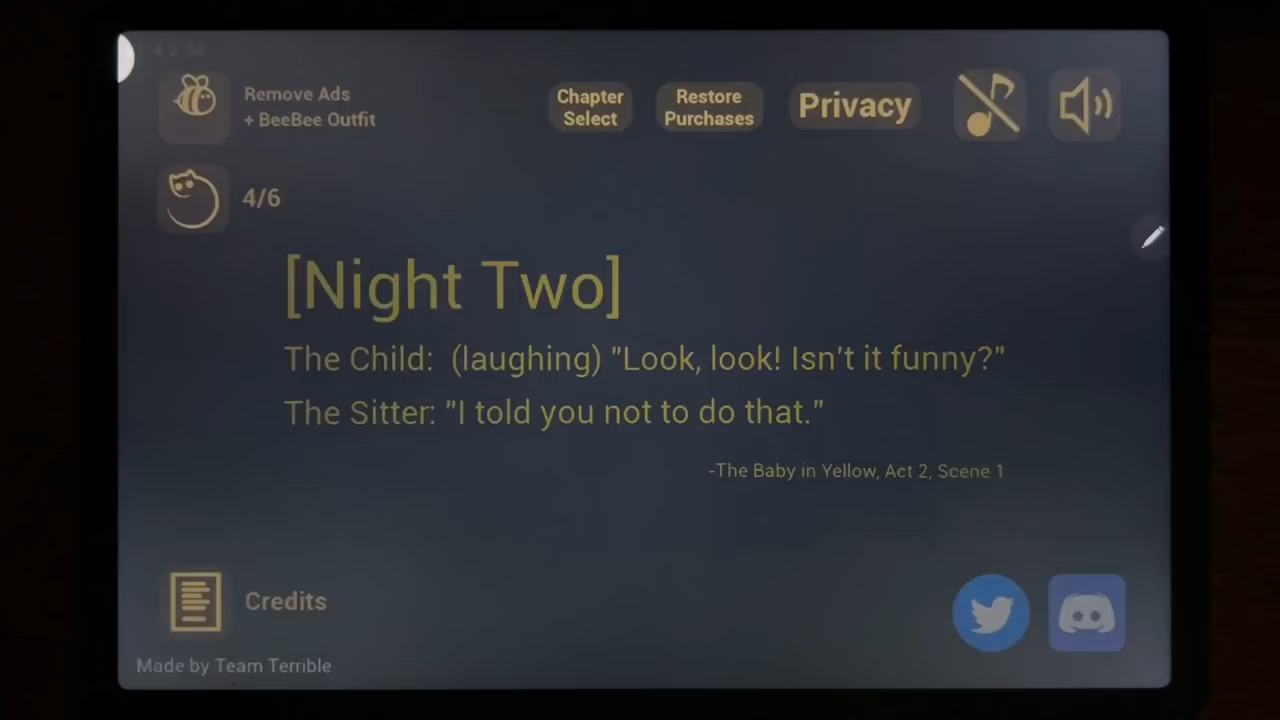 Remove Ads
+ BeeBee Outfit
Chapter
Select
Restore
Purchases
Privacy
4/6
[Night Two]
The Child:  (laughing) "Look, look! Isn't it funny?"
The Sitter: "I told you not to do that."
-The Baby in Yellow, Act 2, Scene 1
Credits
Made by Team Terrible